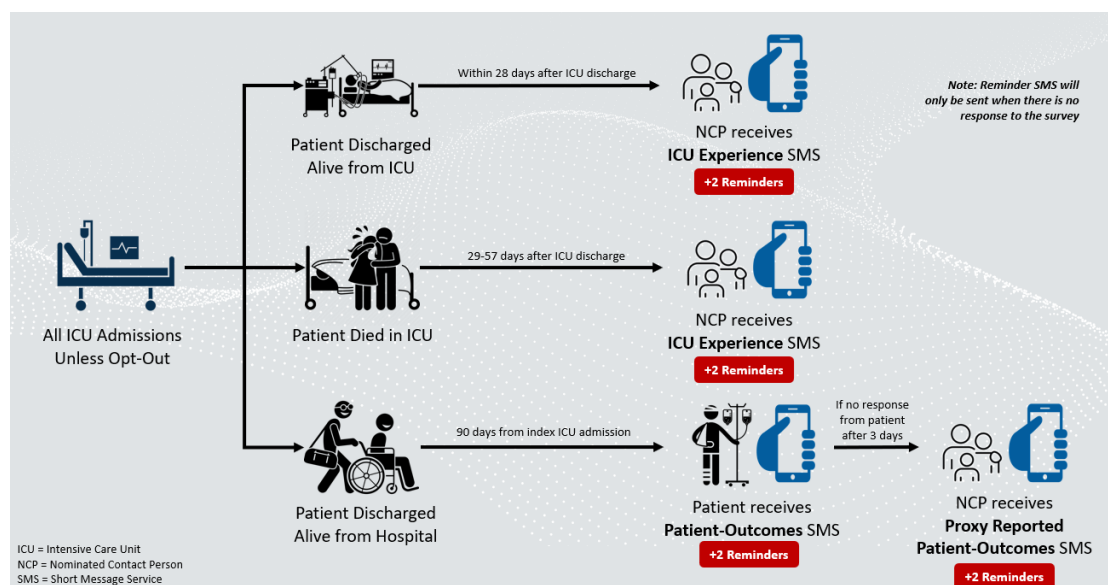 Within 28 days after ICU discharge
Note: Reminder SMS will
only be sent when there is no
response to the survey
Patient Discharged
Alive from ICU
NCP receives
ICU Experience SMS
+2 Reminders
29-57 days after ICU discharge
All ICU Admissions
Unless Opt-Out
Patient Died in ICU
NCP receives
ICU Experience SMS
+2 Reminders
90 days from index ICU admission
If no response
from patient
after 3 days
Patient Discharged
Alive from Hospital
Patient receives
Patient-Outcomes SMS
+2 Reminders
NCP receives
Proxy Reported
Patient-Outcomes SMS
+2 Reminders
ICU = Intensive Care Unit
NCP = Nominated Contact Person
SMS = Short Message Service